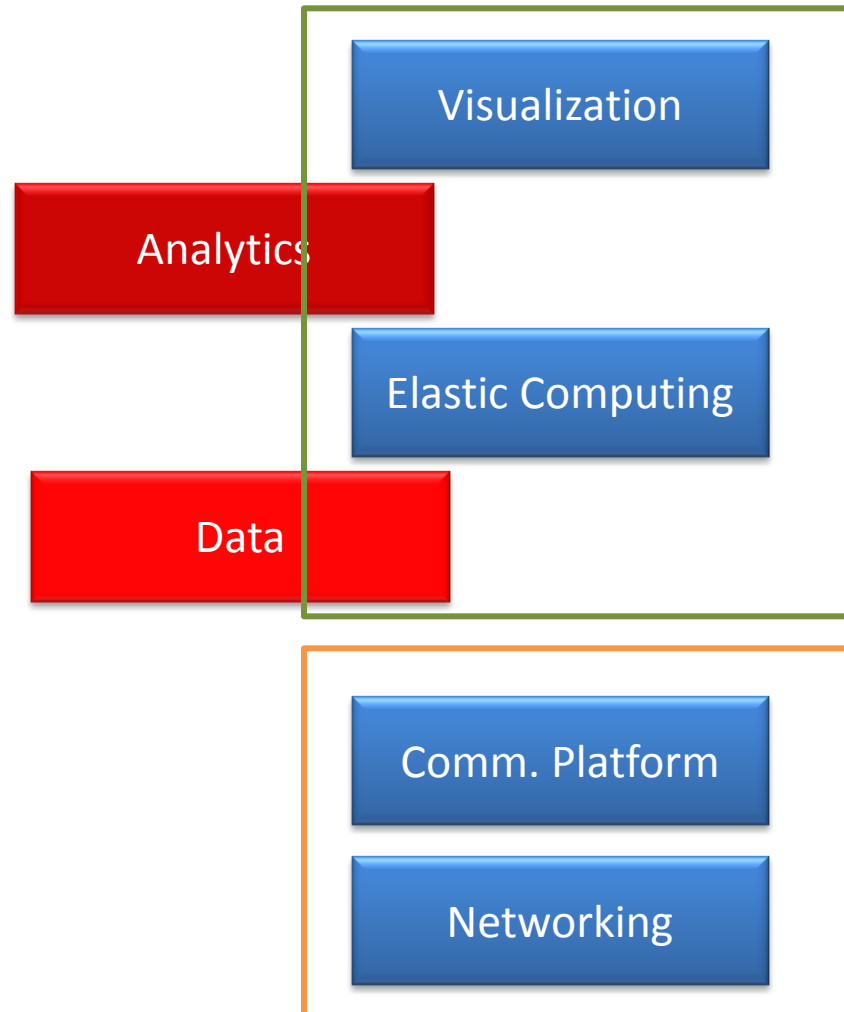 Visualization
Analytics
Elastic Computing
Data
Comm. Platform
Networking